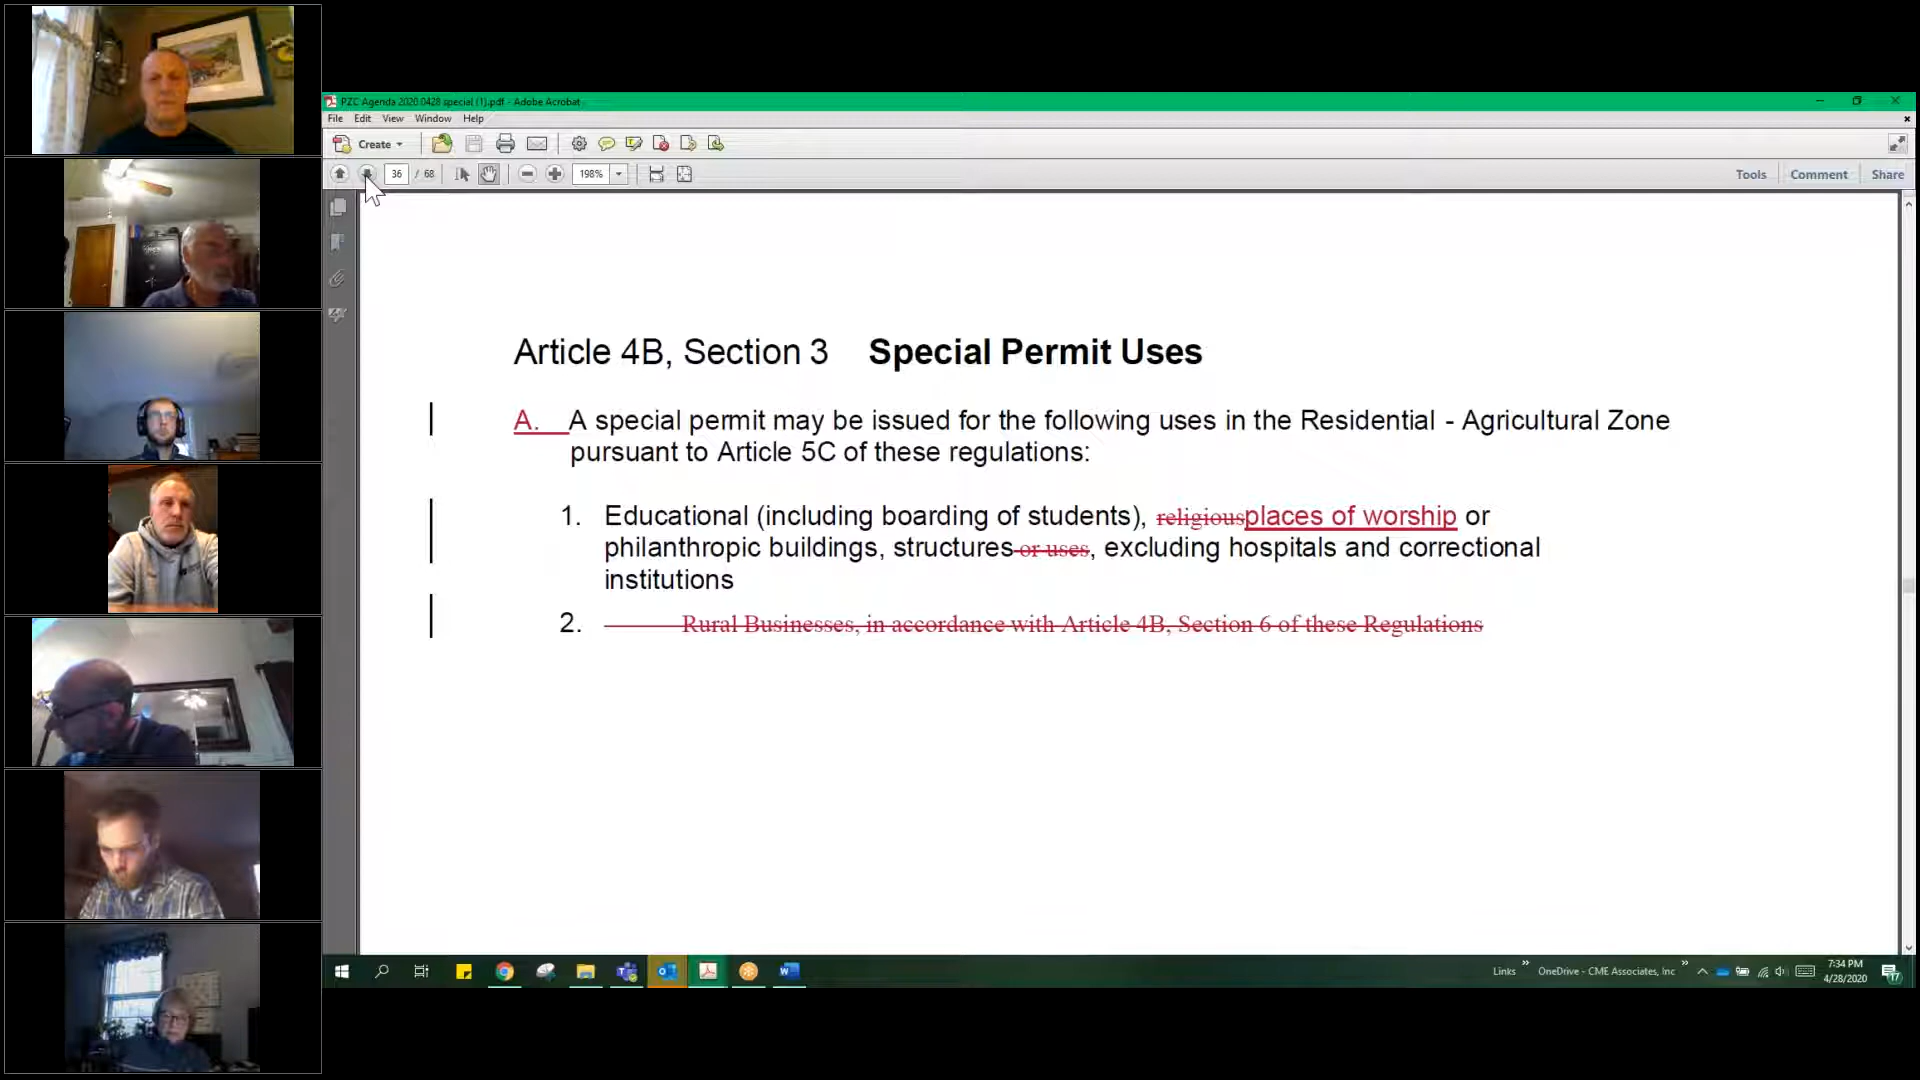 PZC Agenda 2020 0428 special (1).pdf - Adobe Acrobat
File Edit View Window Help
Create
36 / 68 198% Tools Comment Share
Article 4B, Section 3 Special Permit Uses
A. A special permit may be issued for the following uses in the Residential - Agricultural Zone
pursuant to Article 5C of these regulations:
1. Educational (including boarding of students), religiousplaces of worship or
philanthropic buildings, structures or uses, excluding hospitals and correctional
institutions
2. Rural Businesses, in accordance with Article 4B, Section 6 of these Regulations
Links OneDrive - CME Associates, Inc
7:34 PM
4/28/2020
17